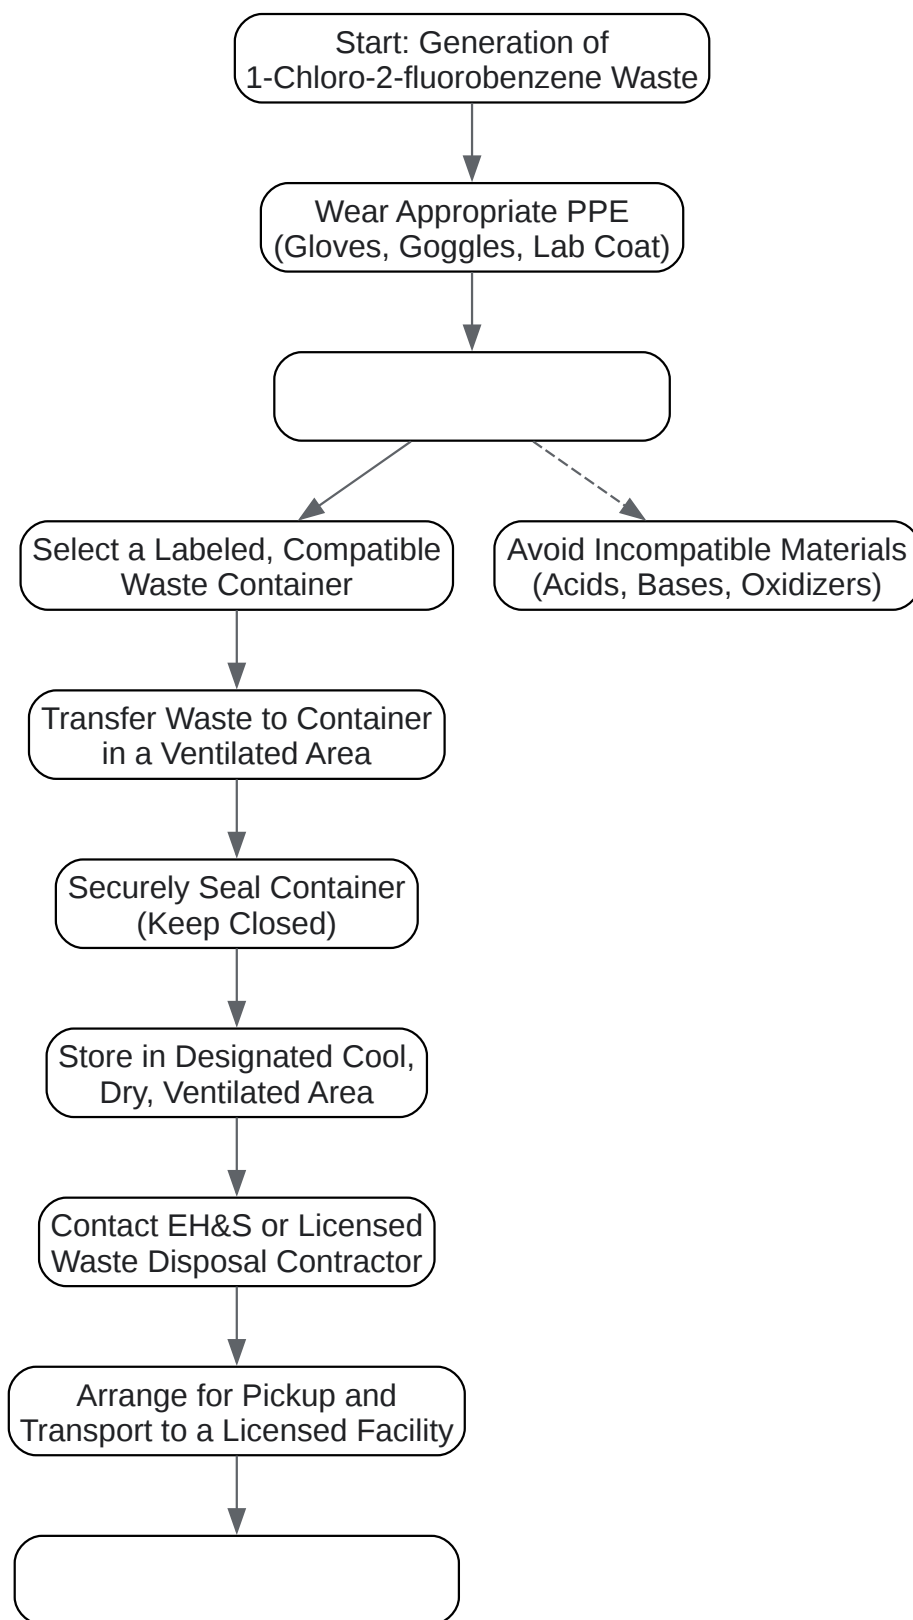 Start: Generation of
1-Chloro-2-fluorobenzene Waste
Wear Appropriate PPE
(Gloves, Goggles, Lab Coat)
Select a Labeled, Compatible
Waste Container
Avoid Incompatible Materials
(Acids, Bases, Oxidizers)
Transfer Waste to Container
in a Ventilated Area
Securely Seal Container
(Keep Closed)
Store in Designated Cool,
Dry, Ventilated Area
Contact EH&S or Licensed
Waste Disposal Contractor
Arrange for Pickup and
Transport to a Licensed Facility